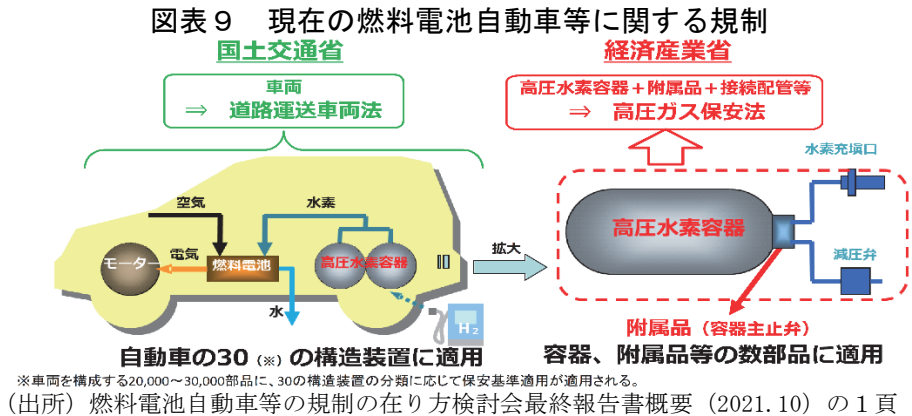 図表９　現在の燃料電池自動車等に関する規制
国土交通省
車両
⇒ 道路運送車両法
経済産業省
高圧水素容器＋附属品＋接続配管等
⇒ 高圧ガス保安法
空気
水素
モーター
電気
燃料電池
高圧水素容器
水
H2
拡大
水素充填口
高圧水素容器
減圧弁
附属品（容器主止弁）
自動車の30（※）の構造装置に適用
容器、附属品等の数部品に適用
※車両を構成する20,000～30,000部品に、30の構造装置の分類に応じて保安基準適用が適用される。
（出所）燃料電池自動車等の規制の在り方検討会最終報告書概要（2021.10）の１頁